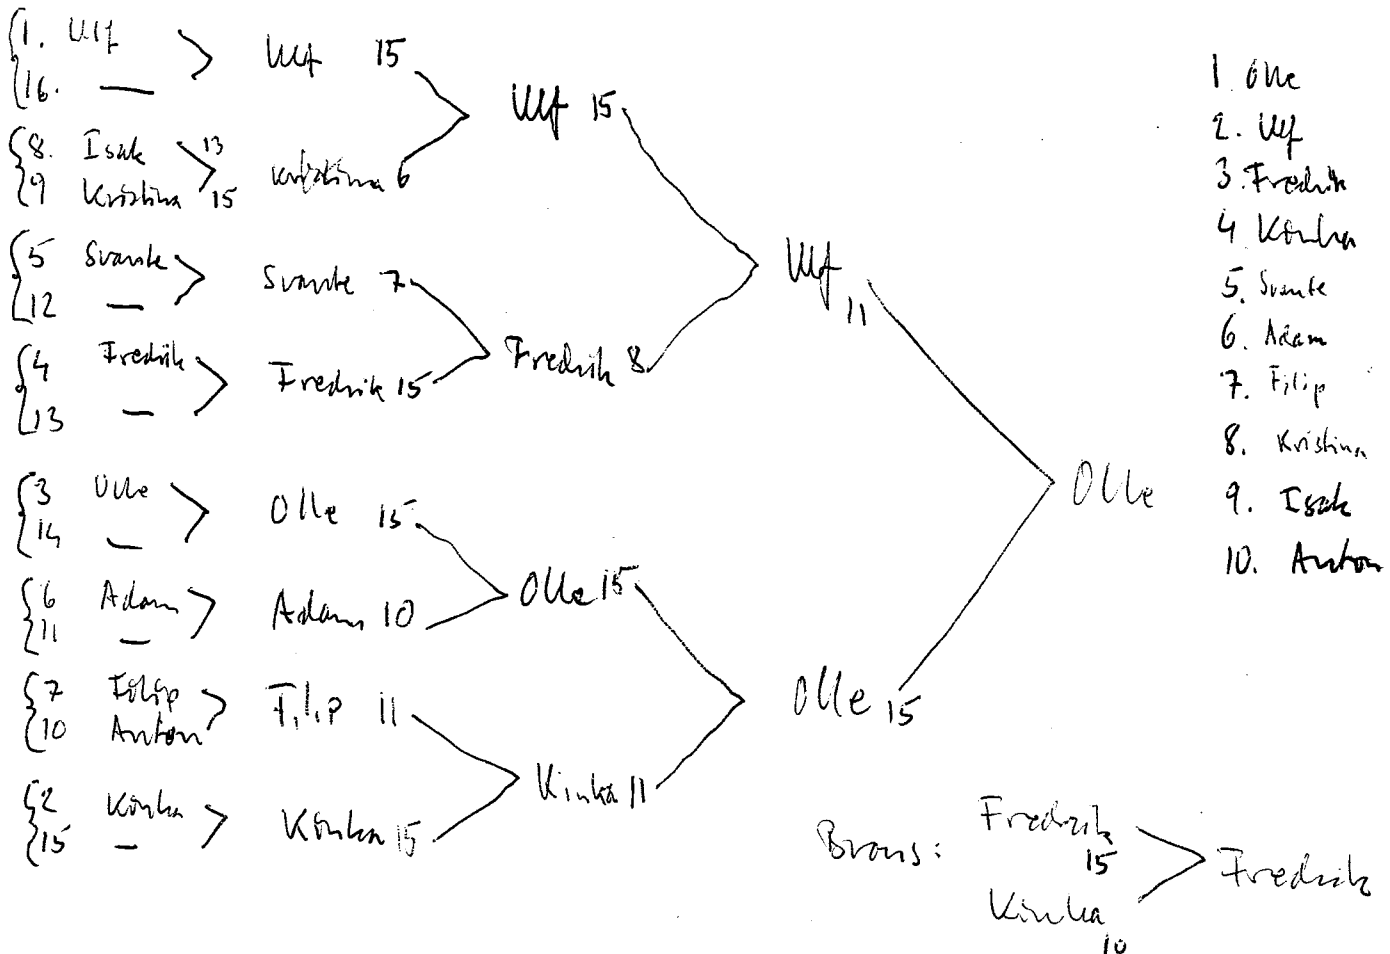 1. Ulf
16. —
8. Isak 13
9 Kristina 15
5 Svante
12 —
4 Fredrik
13 —
3 Olle
14 —
6 Adam
11 —
7 Filip
10 Anton
2 Kinka
15 —
Ulf 15
Kristina 6
Svante 7
Fredrik 15
Olle 15
Adam 10
Filip 11
Kinka 15
Ulf 15
Fredrik 8
Olle 15
Kinka 11
Ulf 11
Olle 15
Olle
1. Olle
2. Ulf
3. Fredrik
4 Kinka
5. Svante
6. Adam
7. Filip
8. Kristina
9. Isak
10. Anton
Brons:
Fredrik 15
Kinka 10
Fredrik